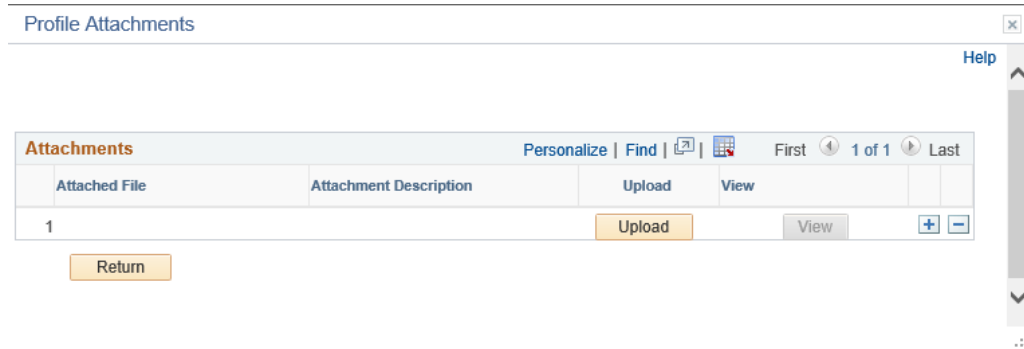 Profile Attachments
Help
Attachments Personalize | Find | | First 1 of 1 Last
Attached File Attachment Description Upload View
1 Upload View
Return